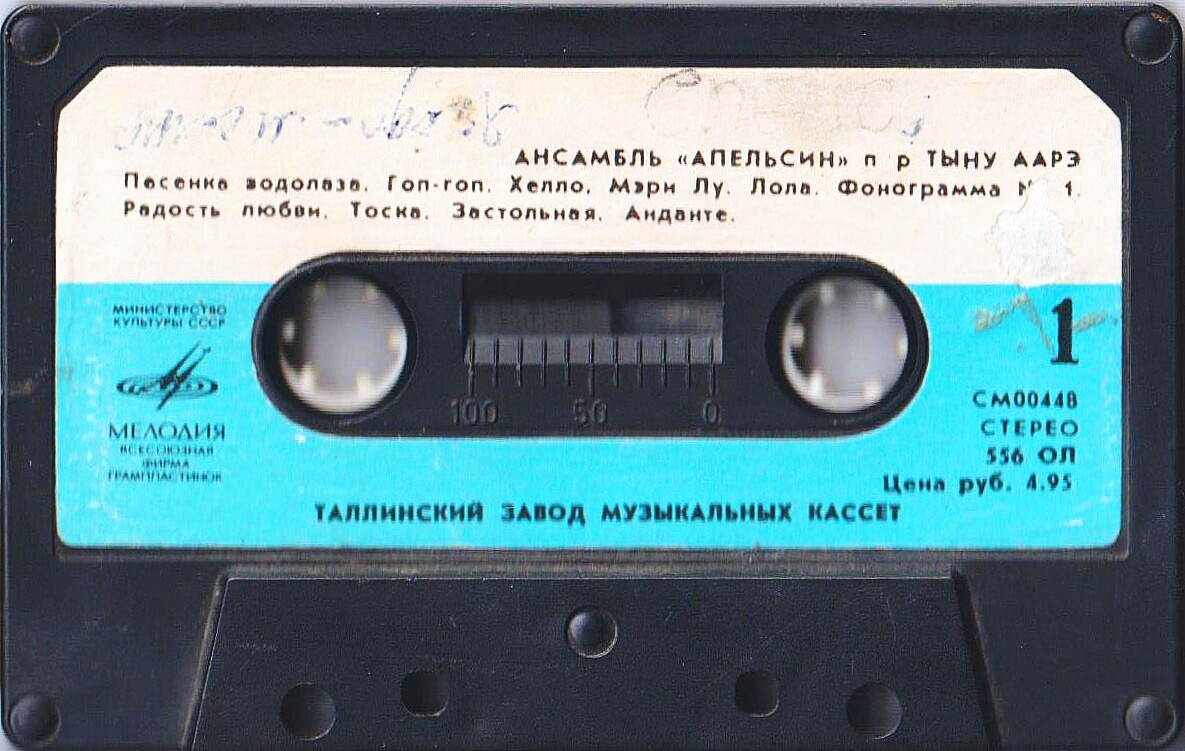 АНСАМБЛЬ «АПЕЛЬСИН» п р ТЫНУ ААРЭ
Песенка водолаза. Гоп-гоп. Хелло, Мэри Лу. Лола. Фонограмма № 1.
Радость любви. Тоска. Застольная. Анданте.
МИНИСТЕРСТВО
КУЛЬТУРЫ СССР
МЕЛОДИЯ
ВСЕСОЮЗНАЯ
ФИРМА
ГРАМПЛАСТИНОК
100 50 0
1
СМ00448
СТЕРЕО
556 ОЛ
Цена руб. 4.95
ТАЛЛИНСКИЙ ЗАВОД МУЗЫКАЛЬНЫХ КАССЕТ